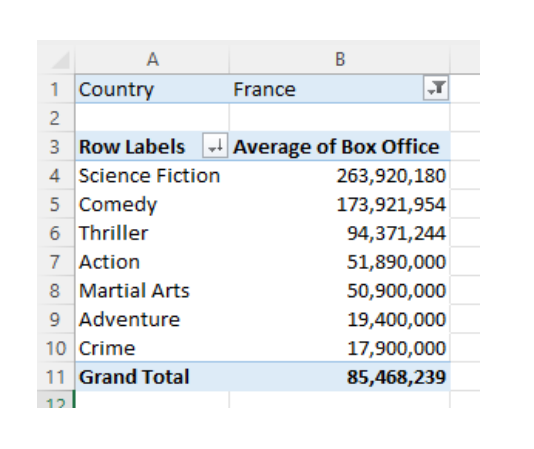 A B
1 Country France
2
3 Row Labels Average of Box Office
4 Science Fiction 263,920,180
5 Comedy 173,921,954
6 Thriller 94,371,244
7 Action 51,890,000
8 Martial Arts 50,900,000
9 Adventure 19,400,000
10 Crime 17,900,000
11 Grand Total 85,468,239
12